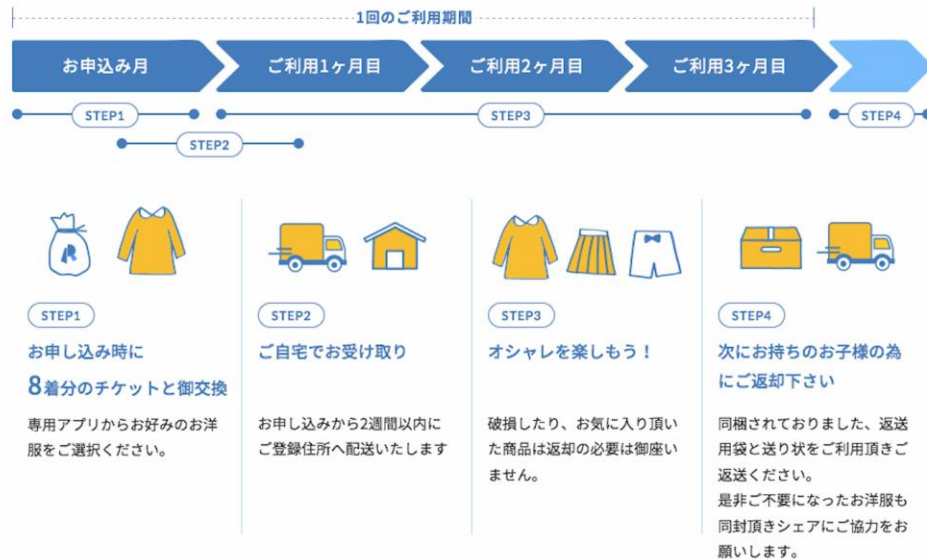 1回のご利用期間
お申込み月
ご利用1ヶ月目
ご利用2ヶ月目
ご利用3ヶ月目
STEP1
STEP3
STEP4
STEP2
STEP1
お申し込み時に
8着分のチケットと御交換
専用アプリからお好みのお洋
服をご選択ください。
STEP2
ご自宅でお受け取り
お申し込みから2週間以内に
ご登録住所へ配送いたします
STEP3
オシャレを楽しもう！
破損したり、お気に入り頂い
た商品は返却の必要は御座い
ません。
STEP4
次にお持ちのお子様の為
にご返却下さい
同梱されておりました、返送
用袋と送り状をご利用頂きご
返送ください。
是非ご不要になったお洋服も
同封頂きシェアにご協力をお
願いします。